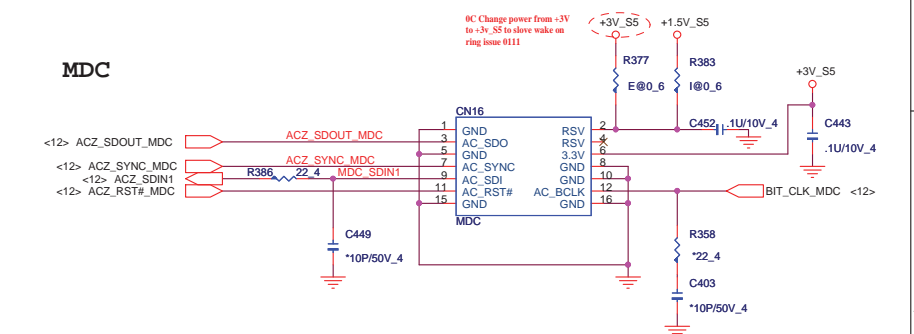 0C Change power from +3V
to +3v_S5 to slove wake on
ring issue 0111
+3V_S5
+1.5V_S5
MDC
R377
R383
E@0_6
I@0_6
+3V_S5
CN16
C452
.1U/10V_4
C443
.1U/10V_4
<12> ACZ_SDOUT_MDC
ACZ_SDOUT_MDC
<12> ACZ_SYNC_MDC
ACZ_SYNC_MDC
<12> ACZ_SDIN1
R386
22_4
MDC_SDIN1
<12> ACZ_RST#_MDC
1 GND RSV 2
3 AC_SDO RSV 4
5 GND 3.3V 6
7 AC_SYNC GND 8
9 AC_SDI GND 10
11 AC_RST# AC_BCLK 12
15 GND GND 16
MDC
BIT_CLK_MDC <12>
C449
*10P/50V_4
R358
*22_4
C403
*10P/50V_4